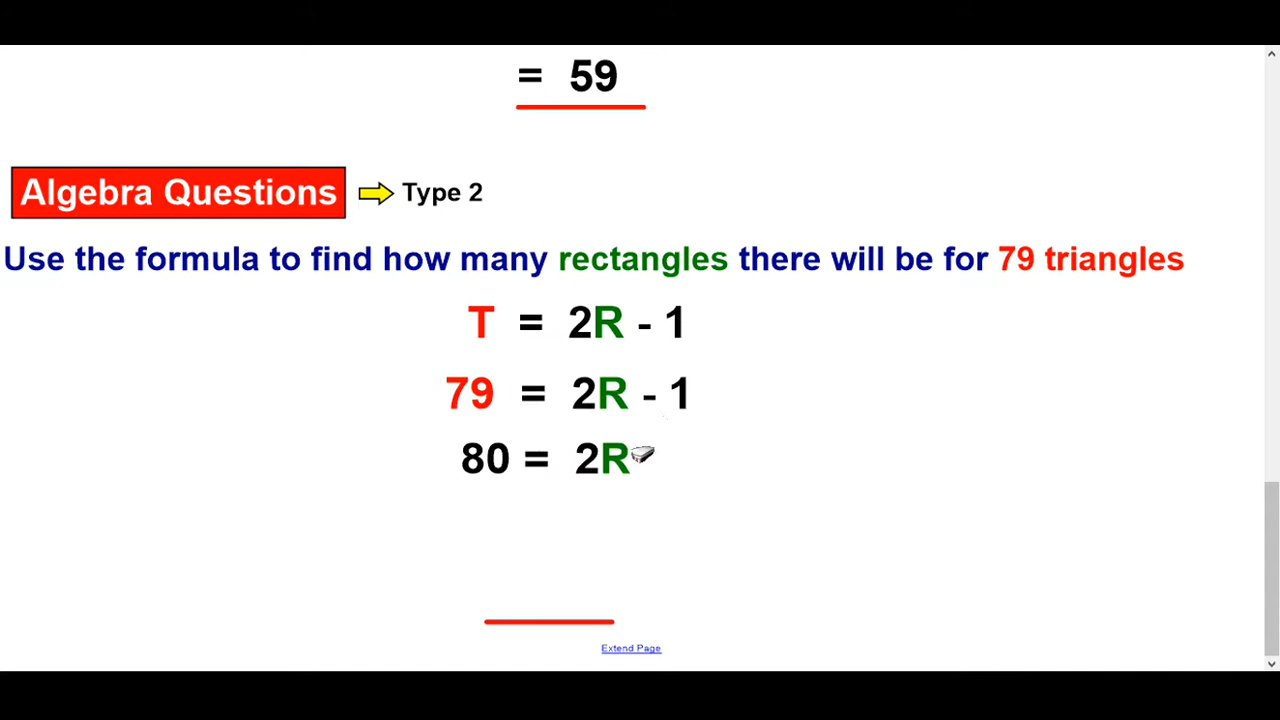 = 59
Algebra Questions Type 2
Use the formula to find how many rectangles there will be for 79 triangles
T = 2R - 1
79 = 2R - 1
80 = 2R
Extend Page